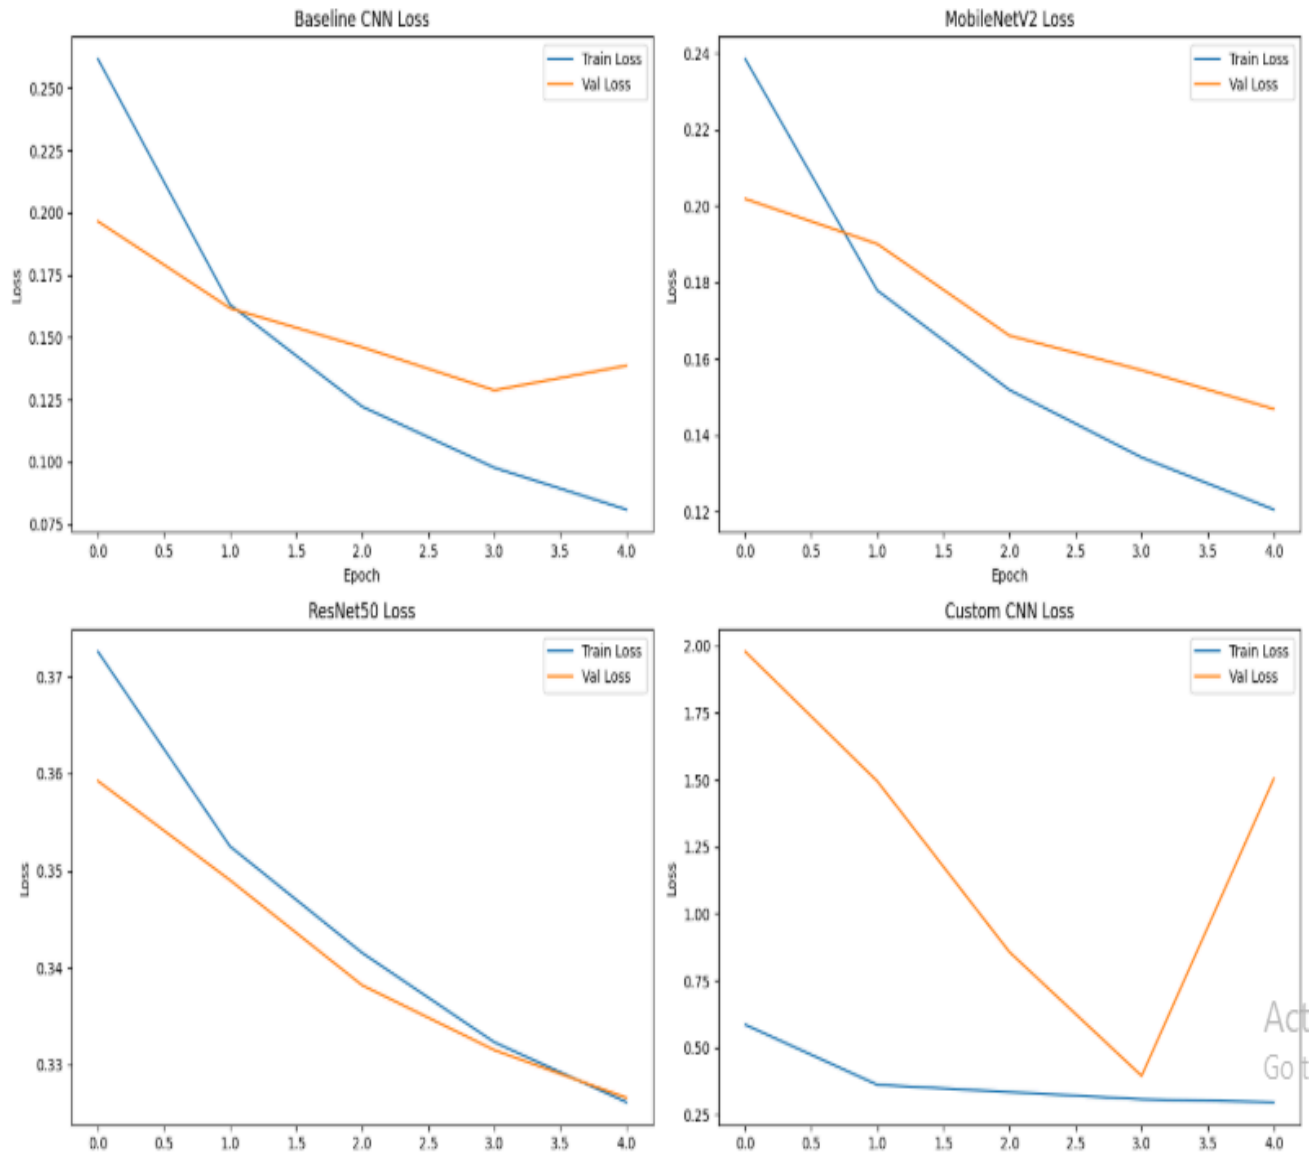 Baseline CNN Loss
Train Loss
Val Loss
0.250
0.225
0.200
0.175
0.150
0.125
0.100
0.075
Loss
0.0 0.5 1.0 1.5 2.0 2.5 3.0 3.5 4.0
Epoch
MobileNetV2 Loss
Train Loss
Val Loss
0.24
0.22
0.20
0.18
0.16
0.14
0.12
Loss
0.0 0.5 1.0 1.5 2.0 2.5 3.0 3.5 4.0
Epoch
ResNet50 Loss
Train Loss
Val Loss
0.37
0.36
0.35
0.34
0.33
Loss
0.0 0.5 1.0 1.5 2.0 2.5 3.0 3.5 4.0
Custom CNN Loss
Train Loss
Val Loss
2.00
1.75
1.50
1.25
1.00
0.75
0.50
0.25
Loss
0.0 0.5 1.0 1.5 2.0 2.5 3.0 3.5 4.0
Act
Go t